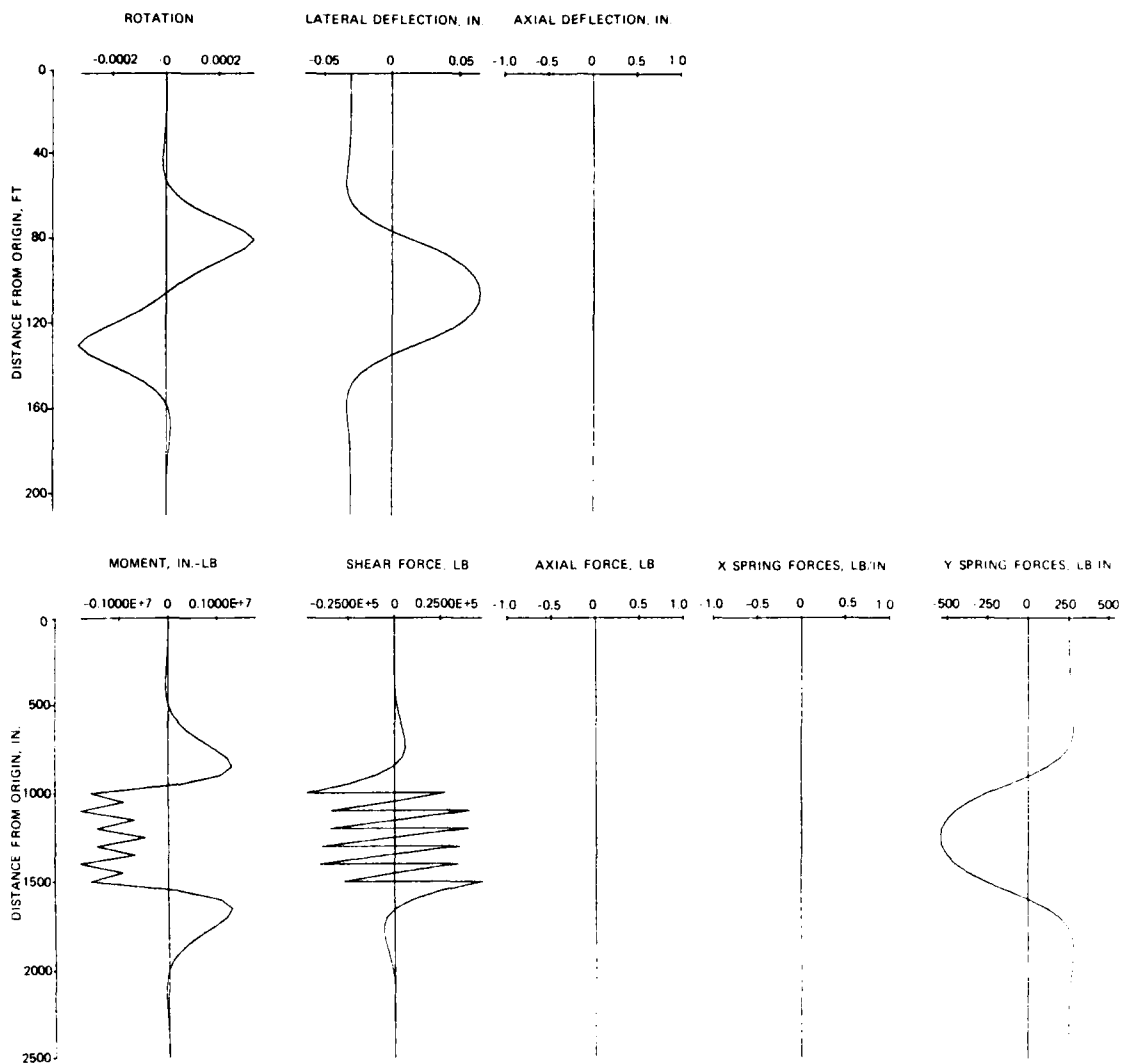 ROTATION
LATERAL DEFLECTION, IN.
AXIAL DEFLECTION, IN.
-0.0002 0 0.0002
-0.05 0 0.05
-1.0 -0.5 0 0.5 1.0
0
40
80
120
160
200
DISTANCE FROM ORIGIN, FT
MOMENT, IN.-LB
SHEAR FORCE, LB
AXIAL FORCE, LB
X SPRING FORCES, LB/IN
Y SPRING FORCES, LB IN
-0.1000E+7 0 0.1000E+7
-0.2500E+5 0 0.2500E+5
-1.0 -0.5 0 0.5 1.0
-1.0 -0.5 0 0.5 1.0
-500 -250 0 250 500
0
500
1000
1500
2000
2500
DISTANCE FROM ORIGIN, IN.